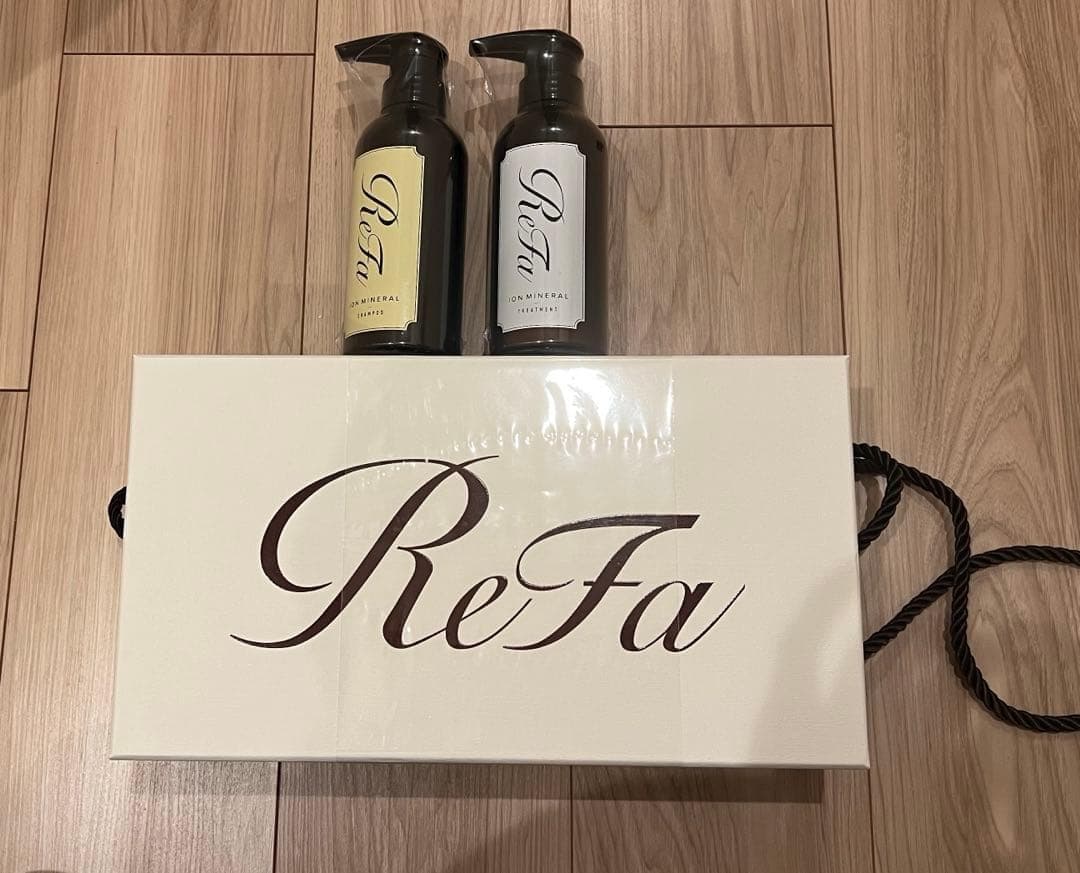 ReFa
ION MINERAL
SHAMPOO
ReFa
ION MINERAL
TREATMENT
ReFa